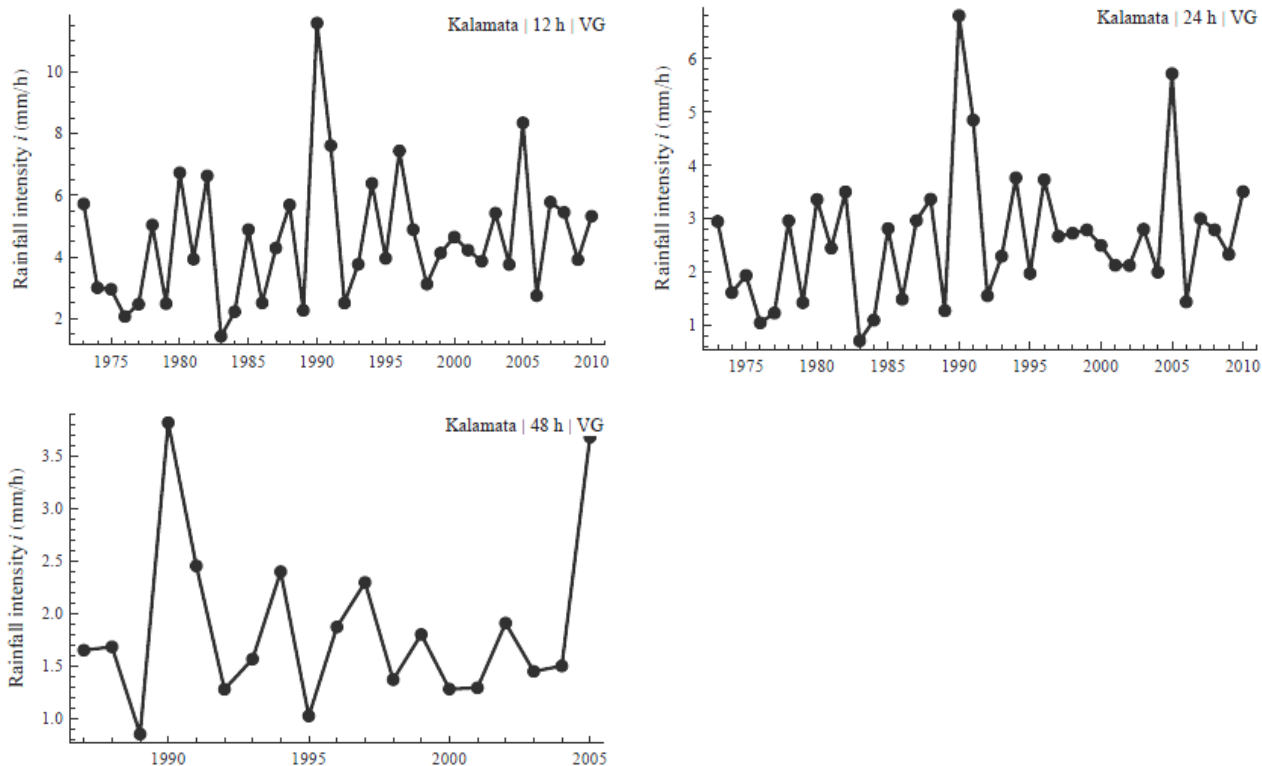 Kalamata | 12 h | VG
Rainfall intensity i (mm/h)
10
8
6
4
2
1975 1980 1985 1990 1995 2000 2005 2010
Kalamata | 24 h | VG
Rainfall intensity i (mm/h)
6
5
4
3
2
1
1975 1980 1985 1990 1995 2000 2005 2010
Kalamata | 48 h | VG
Rainfall intensity i (mm/h)
3.5
3.0
2.5
2.0
1.5
1.0
1990 1995 2000 2005